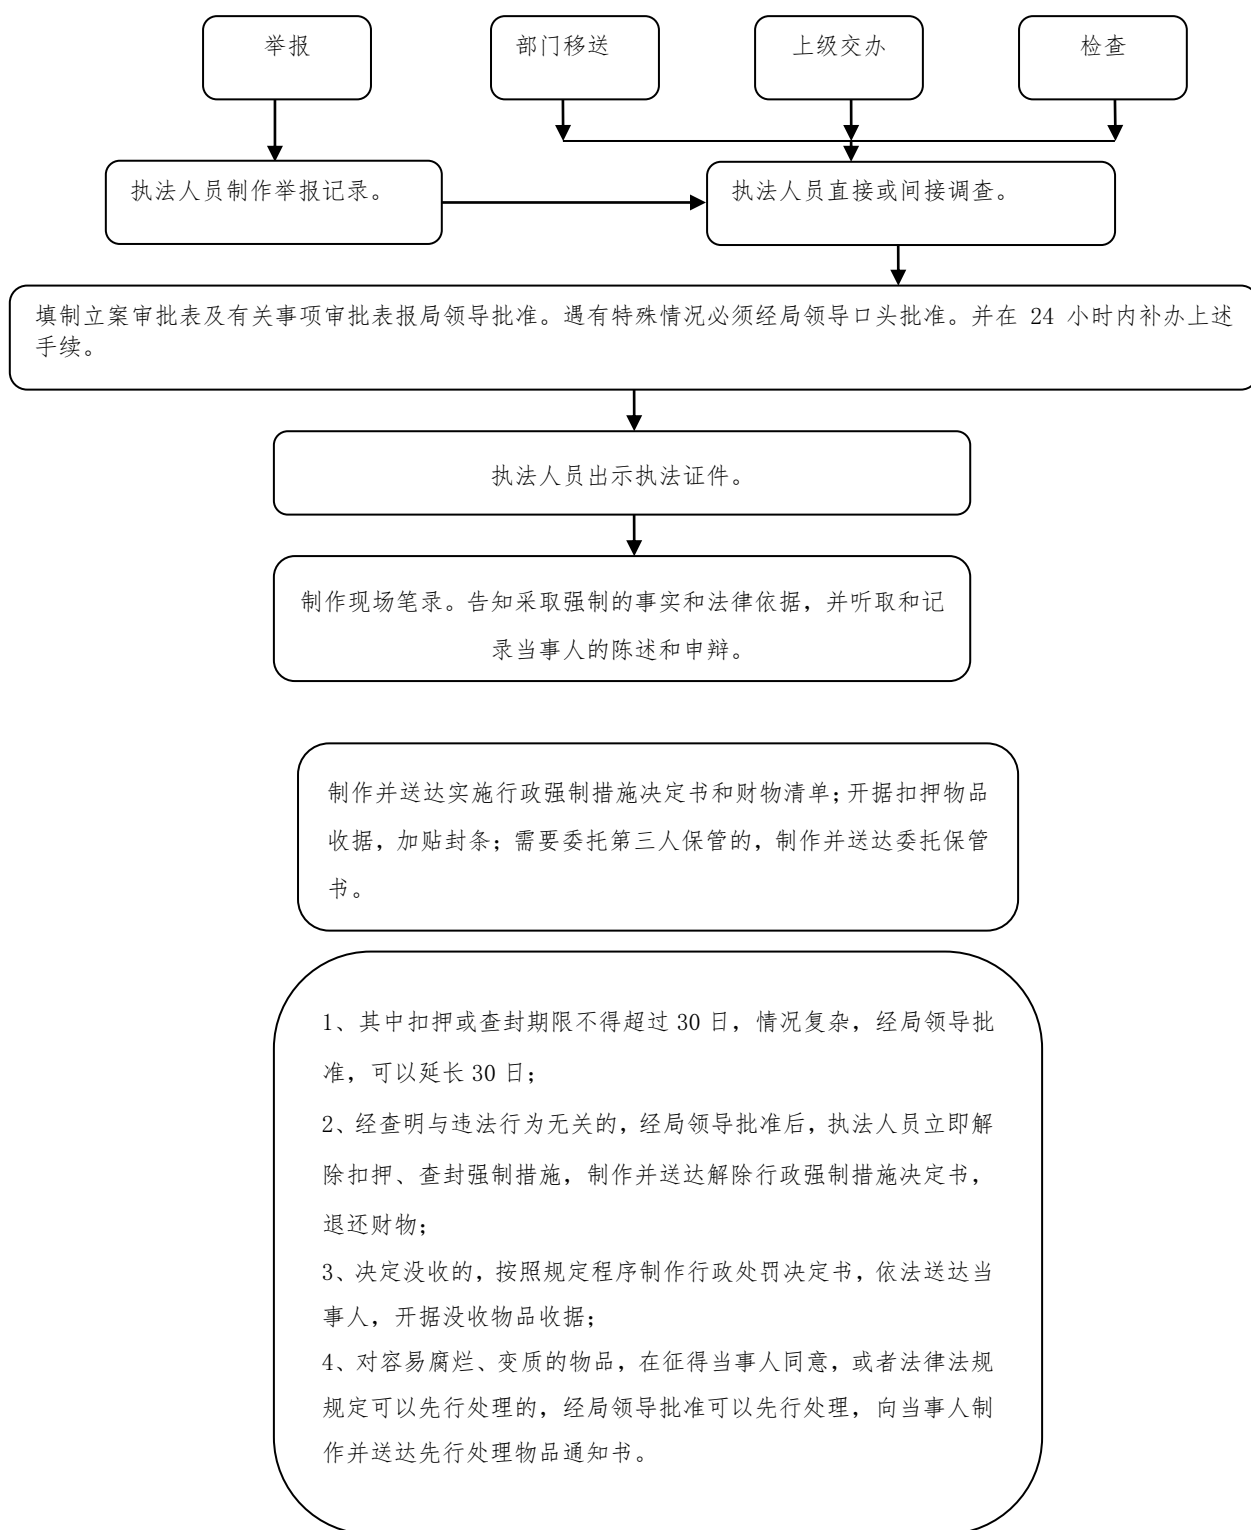 举报
部门移送
上级交办
检查
执法人员制作举报记录。
执法人员直接或间接调查。
填制立案审批表及有关事项审批表报局领导批准。遇有特殊情况必须经局领导口头批准。并在 24 小时内补办上述
手续。
执法人员出示执法证件。
制作现场笔录。告知采取强制的事实和法律依据，并听取和记
录当事人的陈述和申辩。
制作并送达实施行政强制措施决定书和财物清单；开据扣押物品
收据，加贴封条；需要委托第三人保管的，制作并送达委托保管
书。
1、其中扣押或查封期限不得超过 30 日，情况复杂，经局领导批
准，可以延长 30 日；
2、经查明与违法行为无关的，经局领导批准后，执法人员立即解
除扣押、查封强制措施，制作并送达解除行政强制措施决定书，
退还财物；
3、决定没收的，按照规定程序制作行政处罚决定书，依法送达当
事人，开据没收物品收据；
4、对容易腐烂、变质的物品，在征得当事人同意，或者法律法规
规定可以先行处理的，经局领导批准可以先行处理，向当事人制
作并送达先行处理物品通知书。